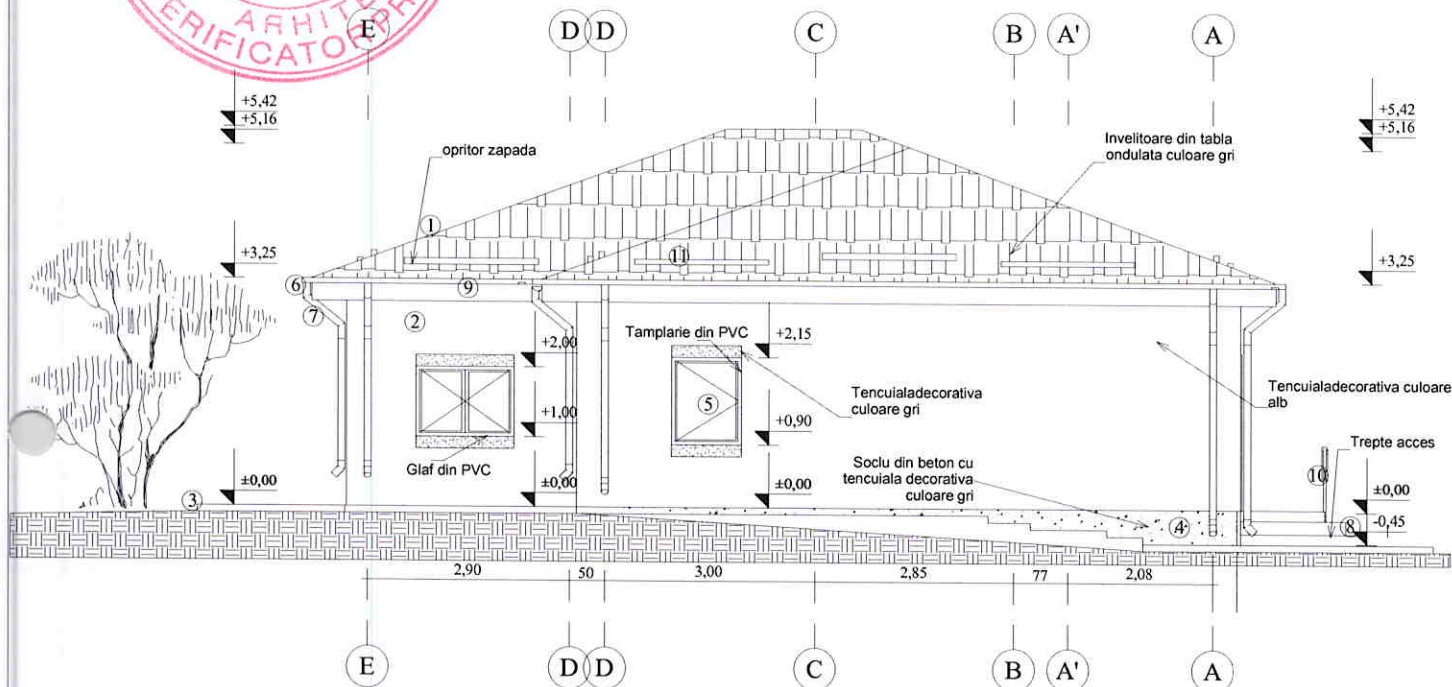 ARHITE
ERIFICATOR PR
E
D
D
C
B
A'
A
+5,42
+5,16
+5,42
+5,16
opritor zapada
Invelitoare din tabla
ondulata culoare gri
1
11
+3,25
+3,25
6
9
7
2
+2,00
Tamplarie din PVC
+2,15
Tencuialadecorativa
culoare gri
Tencuialadecorativa culoare
alb
5
+1,00
+0,90
Glaf din PVC
Soclu din beton cu
tencuiala decorativa
culoare gri
Trepte acces
10
±0,00
±0,00
±0,00
±0,00
3
4
8
-0,45
2,90
50
3,00
2,85
77
2,08
E
D
D
C
B
A'
A